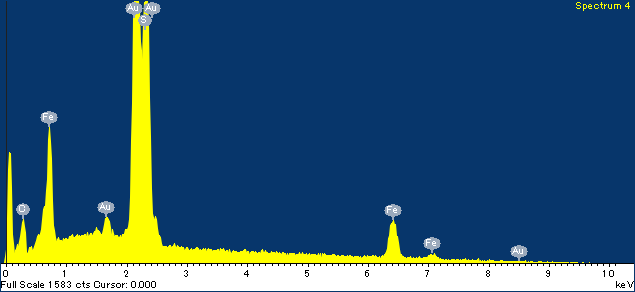 Spectrum 4
Au Au
S
Fe
C
Au
Fe
Fe
Au
0 1 2 3 4 5 6 7 8 9 10
Full Scale 1583 cts Cursor: 0.000 keV